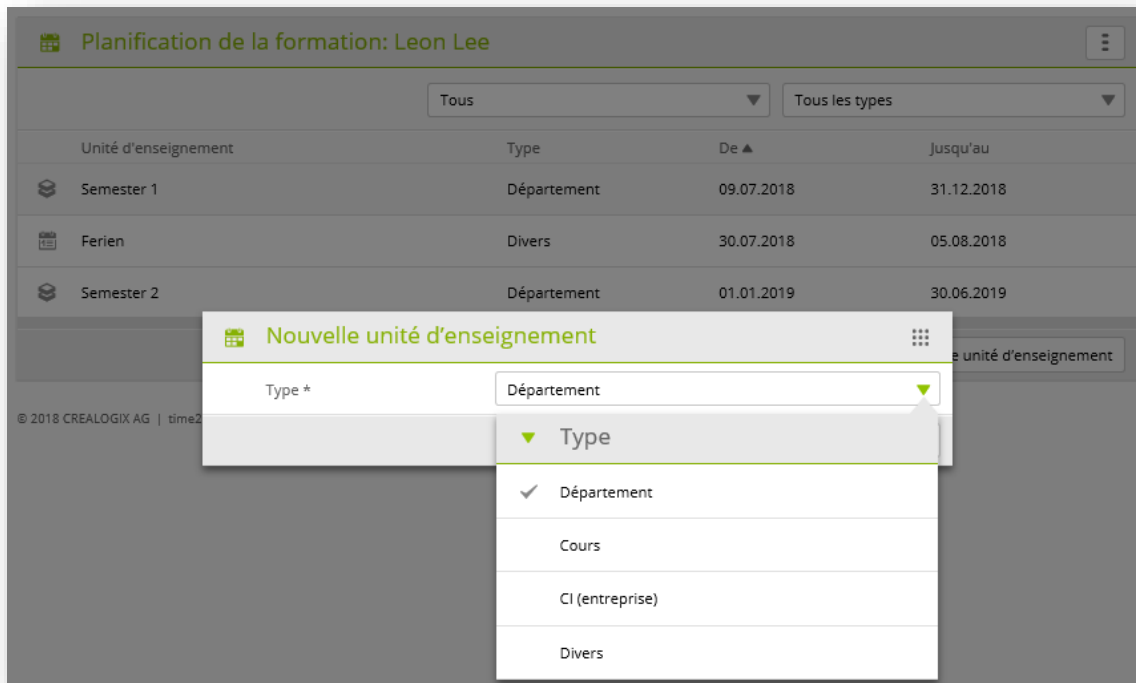 Planification de la formation: Leon Lee
Tous Tous les types
Unité d'enseignement Type De Jusqu'au
Semester 1 Département 09.07.2018 31.12.2018
Ferien Divers 30.07.2018 05.08.2018
Semester 2 Département 01.01.2019 30.06.2019
Nouvelle unité d'enseignement
unité d'enseignement
Type * Département
© 2018 CREALOGIX AG |
Type
Département
Cours
CI (entreprise)
Divers